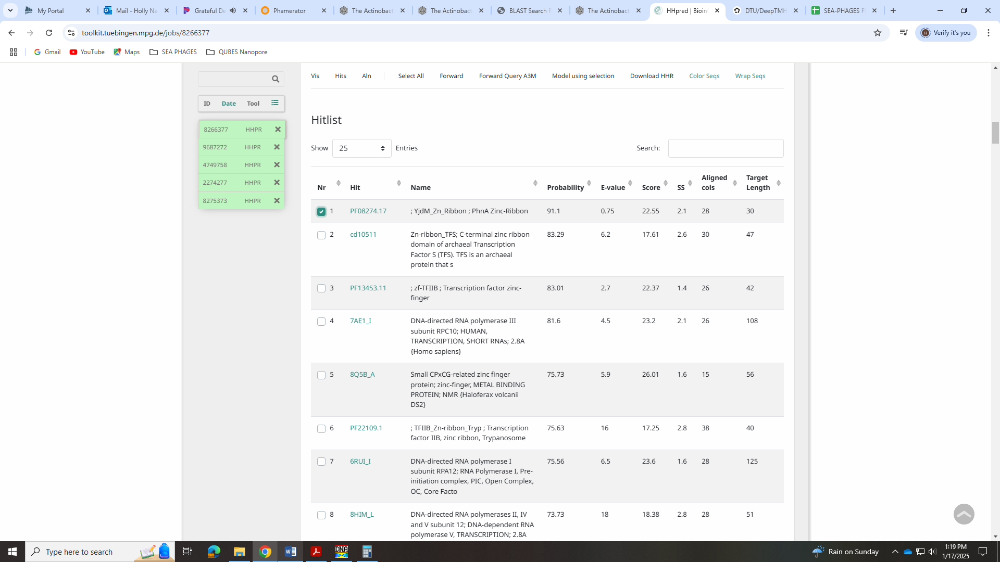 My Portal
Mail - Holly Na
Grateful De
Phamerator
The Actinobact
The Actinobact
BLAST Search R
The Actinobact
HHpred | Bioin
DTU/DeepTMH
SEA-PHAGES F
toolkit.tuebingen.mpg.de/jobs/8266377
Verify it's you
Gmail
YouTube
Maps
SEA PHAGES
QUBES Nanopore
Vis Hits Aln Select All Forward Forward Query A3M Model using selection Download HHR Color Seqs Wrap Seqs
ID Date Tool
8266377 HHPR
9687272 HHPR
4749758 HHPR
2274277 HHPR
8275373 HHPR
Hitlist
Show 25 Entries Search:
Nr Hit Name Probability E-value Score SS Aligned cols Target Length
1 PF08274.17 ; YjdM_Zn_Ribbon ; PhnA Zinc-Ribbon 91.1 0.75 22.55 2.1 28 30
2 cd10511 Zn-ribbon_TFS; C-terminal zinc ribbon 83.29 6.2 17.61 2.6 30 47
domain of archaeal Transcription
Factor S (TFS). TFS is an archaeal
protein that s
3 PF13453.11 ; zf-TFIIB ; Transcription factor zinc- 83.01 2.7 22.37 1.4 26 42
finger
4 7AE1_I DNA-directed RNA polymerase III 81.6 4.5 23.2 2.1 26 108
subunit RPC10; HUMAN,
TRANSCRIPTION, SHORT RNAs; 2.8A
{Homo sapiens}
5 8Q5B_A Small CPxCG-related zinc finger 75.73 5.9 26.01 1.6 15 56
protein; zinc-finger, METAL BINDING
PROTEIN; NMR {Haloferax volcanii
DS2}
6 PF22109.1 ; TFIIB_Zn-ribbon_Tryp ; Transcription 75.63 16 17.25 2.8 38 40
factor IIB, zinc ribbon, Trypanosome
7 6RUI_I DNA-directed RNA polymerase I 75.56 6.5 23.6 1.6 28 125
subunit RPA12; RNA Polymerase I, Pre-
initiation complex, PIC, Open Complex,
OC, Core Facto
8 8HIM_L DNA-directed RNA polymerases II, IV 73.73 18 18.38 2.8 28 51
and V subunit 12; DNA-dependent RNA
polymerase V, TRANSCRIPTION; 2.8A
Type here to search
DNA
Rain on Sunday
1:19 PM
1/17/2025